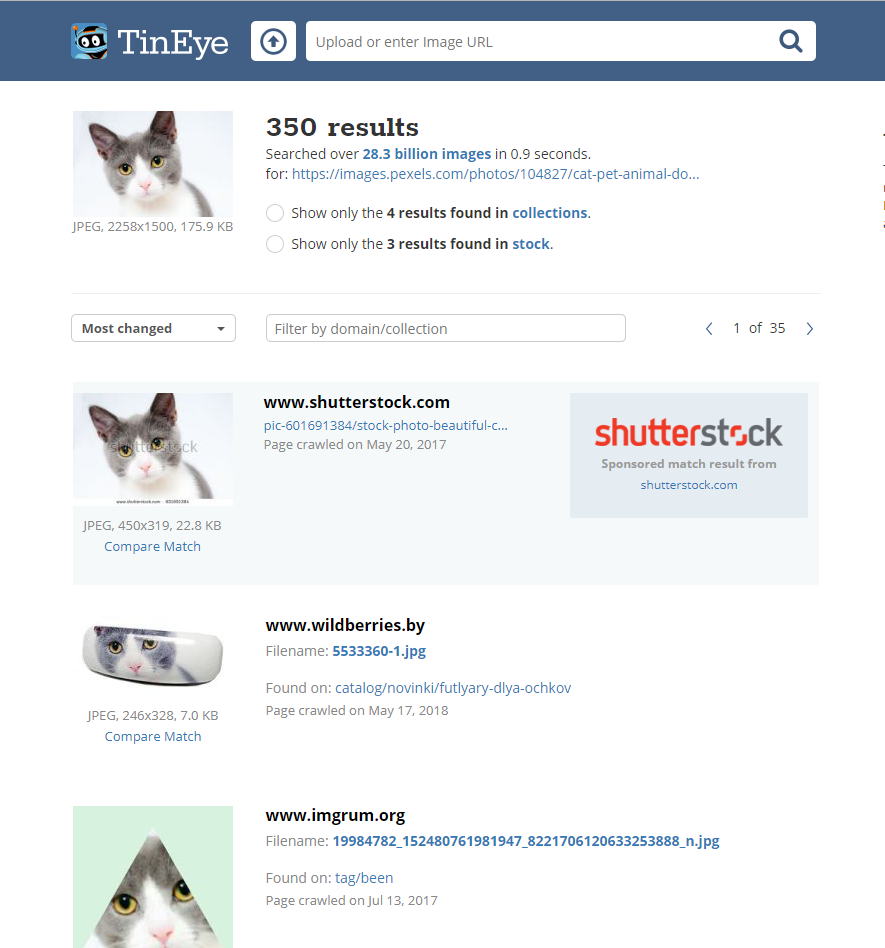 TinEye
Upload or enter Image URL
350 results
Searched over 28.3 billion images in 0.9 seconds.
for: https://images.pexels.com/photos/104827/cat-pet-animal-do...
JPEG, 2258x1500, 175.9 KB
Show only the 4 results found in collections.
Show only the 3 results found in stock.
Most changed
Filter by domain/collection
1 of 35
shutterstock
www.shutterstock.com · 601691384
JPEG, 450x319, 22.8 KB
Compare Match
www.shutterstock.com
pic-601691384/stock-photo-beautiful-c...
Page crawled on May 20, 2017
shutterstock
Sponsored match result from
shutterstock.com
JPEG, 246x328, 7.0 KB
Compare Match
www.wildberries.by
Filename: 5533360-1.jpg
Found on: catalog/novinki/futlyary-dlya-ochkov
Page crawled on May 17, 2018
www.imgrum.org
Filename: 19984782_152480761981947_8221706120633253888_n.jpg
Found on: tag/been
Page crawled on Jul 13, 2017